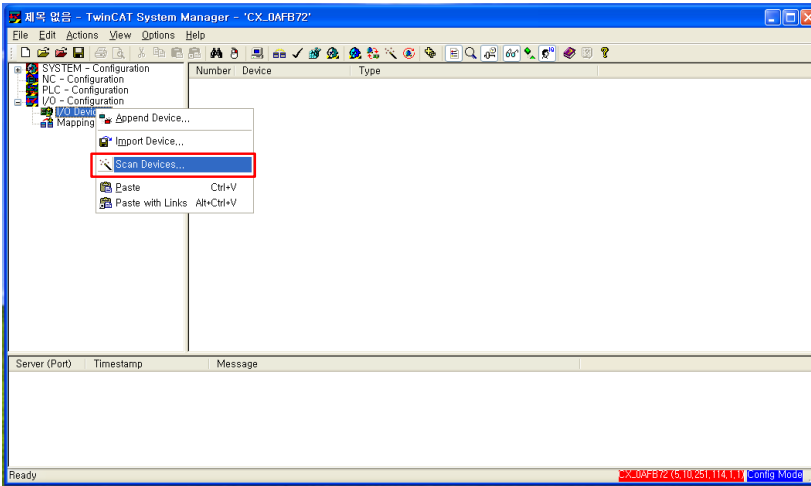 제목 없음 - TwinCAT System Manager - 'CX_0AFB72'
File Edit Actions View Options Help
SYSTEM - Configuration
NC - Configuration
PLC - Configuration
I/O - Configuration
I/O Devic
Mapping
Number Device Type
Append Device...
Import Device...
Scan Devices...
Paste Ctrl+V
Paste with Links Alt+Ctrl+V
Server (Port) Timestamp Message
Ready CX_0AFB72 (5,10,251,114,1,1) Config Mode